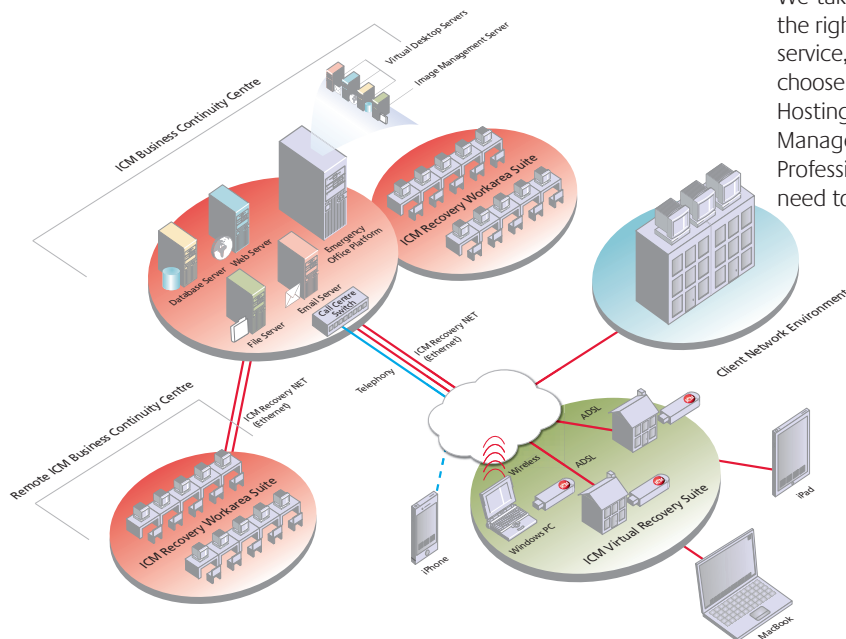 We tak
the righ
service,
choose
Hosting
Manage
Professi
need to
Virtual Desktop Servers
Image Management Server
ICM Business Continuity Centre
ICM Recovery Workarea Suite
Emergency
Office Platform
Web Server
Database Server
Email Server
File Server
Call Centre
Switch
ICM Recovery NET
(Ethernet)
Telephony
Client Network Environment
ICM Recovery NET
(Ethernet)
Remote ICM Business Continuity Centre
ICM Recovery Workarea Suite
ADSL
ADSL
Wireless
Windows PC
ICM Virtual Recovery Suite
iPhone
iPad
MacBook